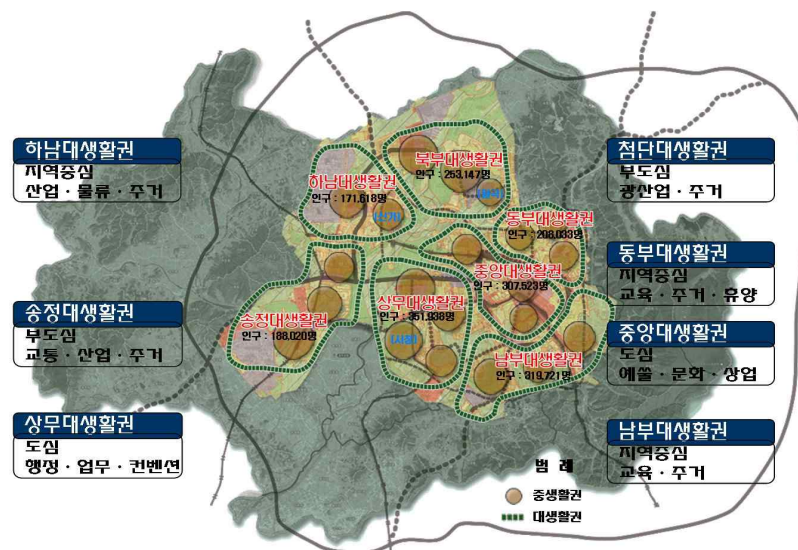 하남대생활권
지역중심
산업·물류·주거
송정대생활권
부도심
교통·산업·주거
상무대생활권
도심
행정·업무·컨벤션
북부대생활권
인구 : 253.147명
하남대생활권
인구 : 171.618명
동부대생활권
인구 : 208.033명
중앙대생활권
인구 : 307.523명
상무대생활권
인구 : 351.938명
송정대생활권
인구 : 188.020명
남부대생활권
인구 : 319.721명
첨단대생활권
부도심
광산업·주거
동부대생활권
지역중심
교육·주거·휴양
중앙대생활권
도심
예술·문화·상업
남부대생활권
지역중심
교육·주거
범 례
중생활권
대생활권